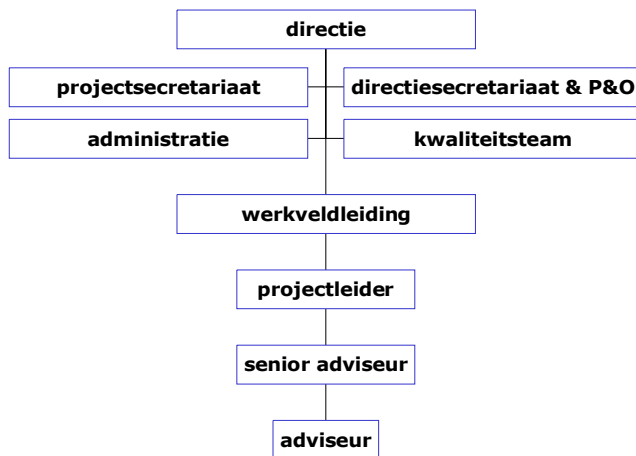 directie
projectsecretariaat
directiesecretariaat & P&O
administratie
kwaliteitsteam
werkveldleiding
projectleider
senior adviseur
adviseur